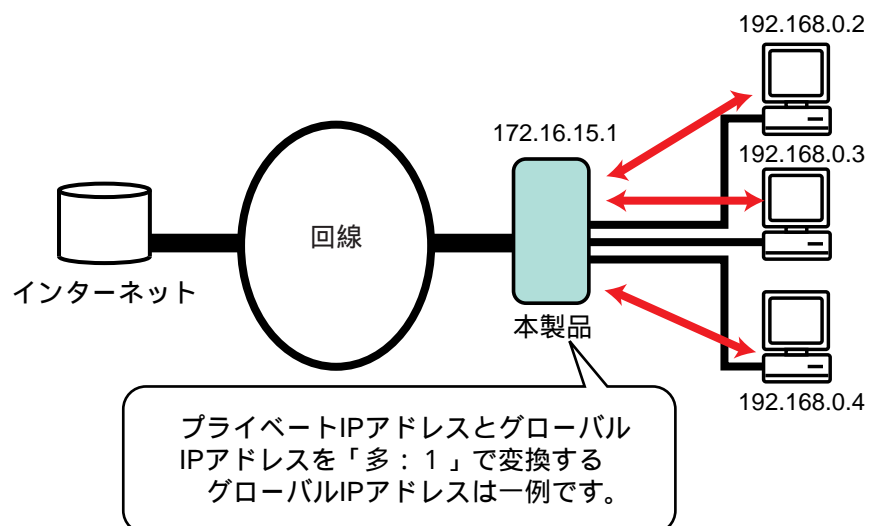 192.168.0.2
172.16.15.1
192.168.0.3
回線
インターネット
本製品
192.168.0.4
プライベートIPアドレスとグローバル
IPアドレスを「多：1」で変換する
グローバルIPアドレスは一例です。